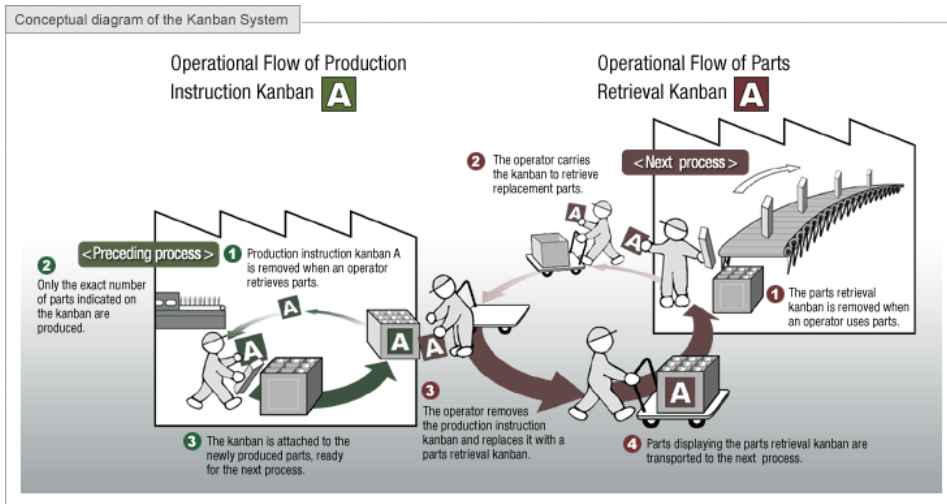 Conceptual diagram of the Kanban System
Operational Flow of Production
Instruction Kanban A
Operational Flow of Parts
Retrieval Kanban A
<Preceding process>
1 Production instruction kanban A
is removed when an operator
retrieves parts.
2
Only the exact number
of parts indicated on
the kanban are
produced.
A
A
A
A
3 The kanban is attached to the
newly produced parts, ready
for the next process.
<Next process>
1 The parts retrieval
kanban is removed when
an operator uses parts.
A
2 The operator carries
the kanban to retrieve
replacement parts.
A
3
The operator removes
the production instruction
kanban and replaces it with a
parts retrieval kanban.
A
4 Parts displaying the parts retrieval kanban are
transported to the next process.